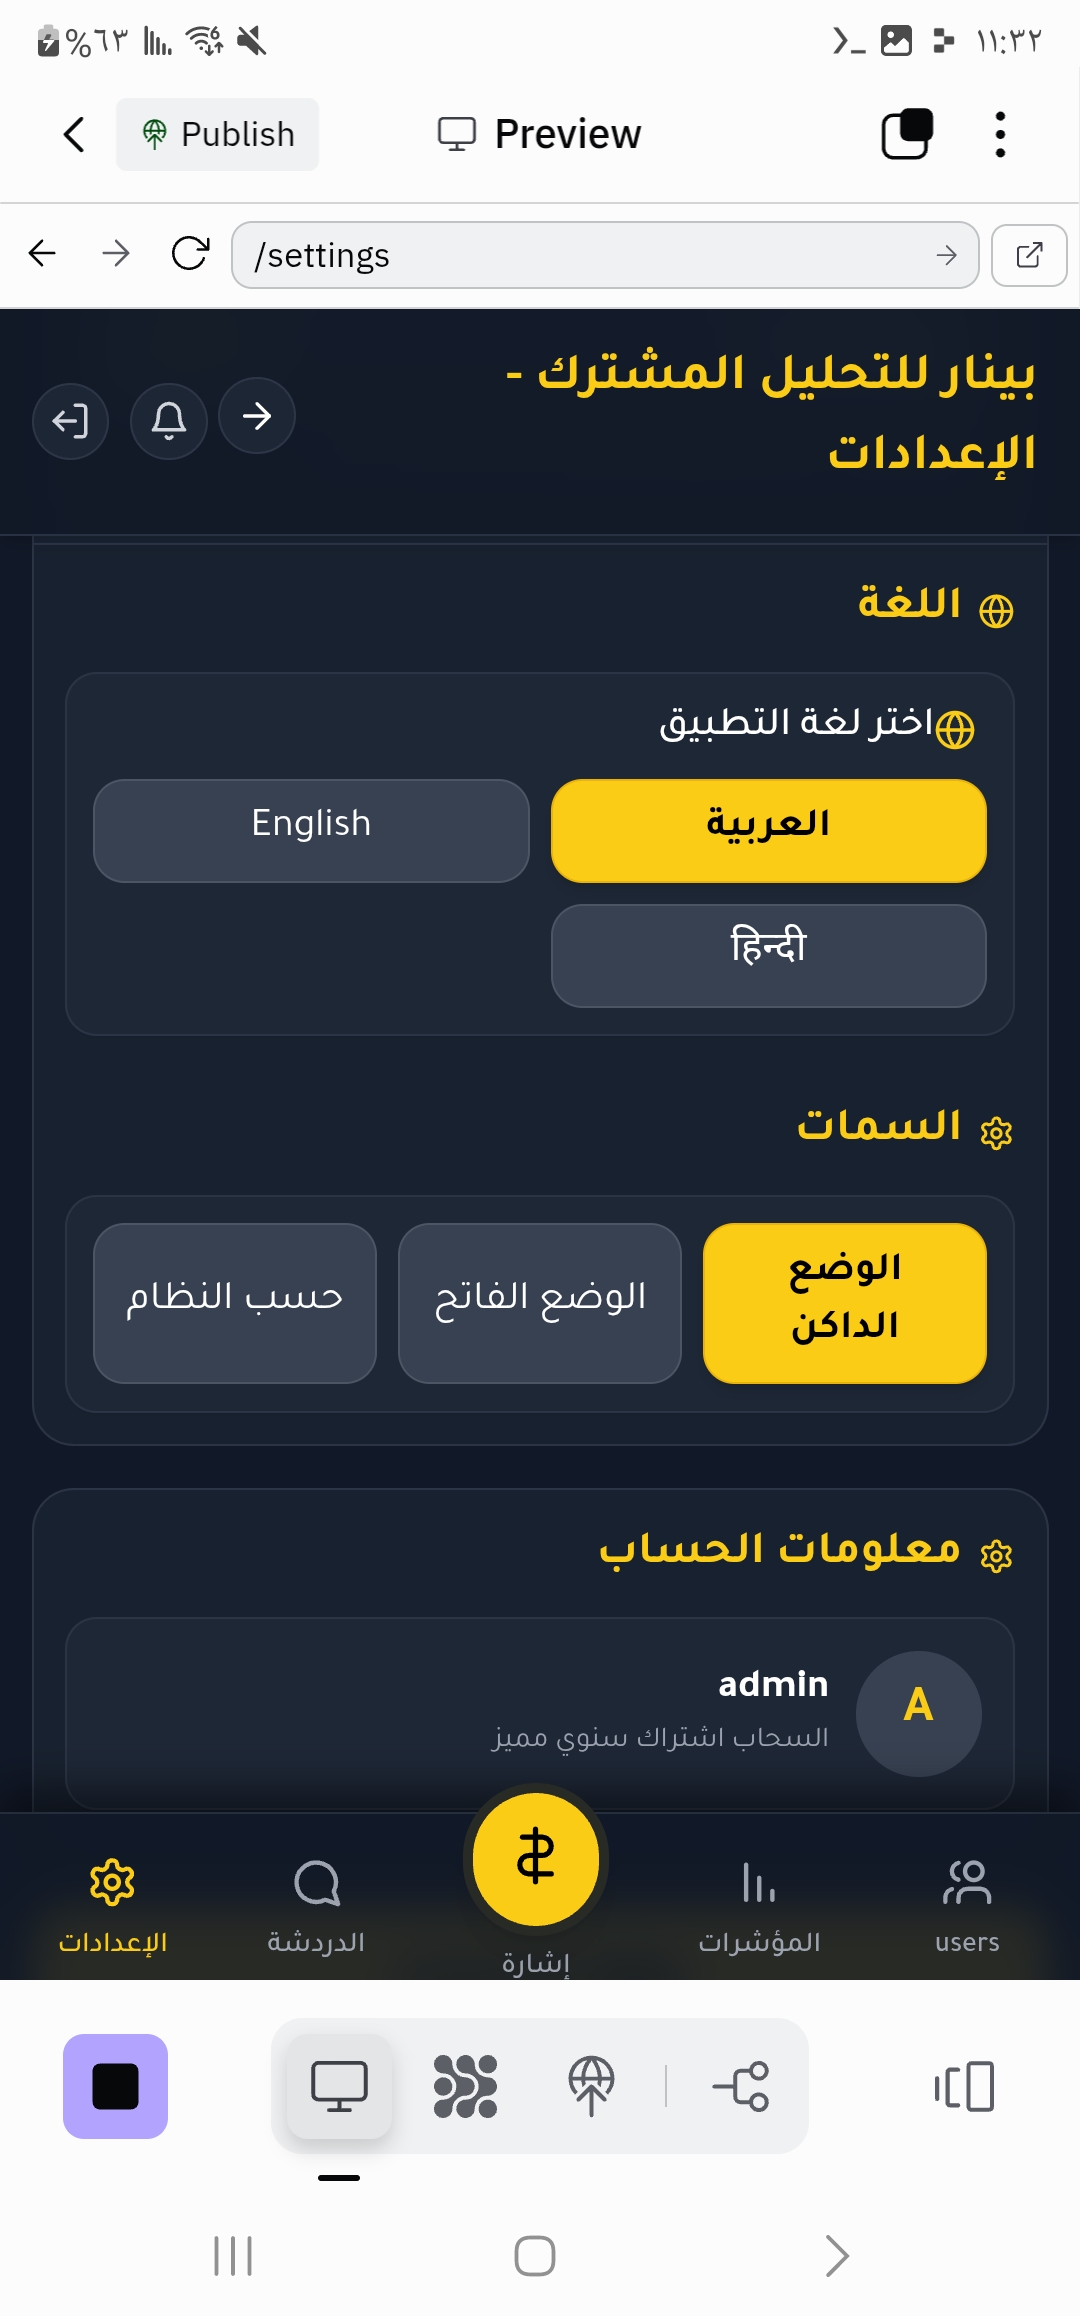 %٦٣
١١:٣٢
Publish
Preview
/settings
بينار للتحليل المشترك -
الإعدادات
اللغة
اختر لغة التطبيق
العربية
English
हिन्दी
السمات
الوضع
الداكن
الوضع الفاتح
حسب النظام
معلومات الحساب
A
admin
السحاب اشتراك سنوي مميز
users
المؤشرات
إشارة
الدردشة
الإعدادات